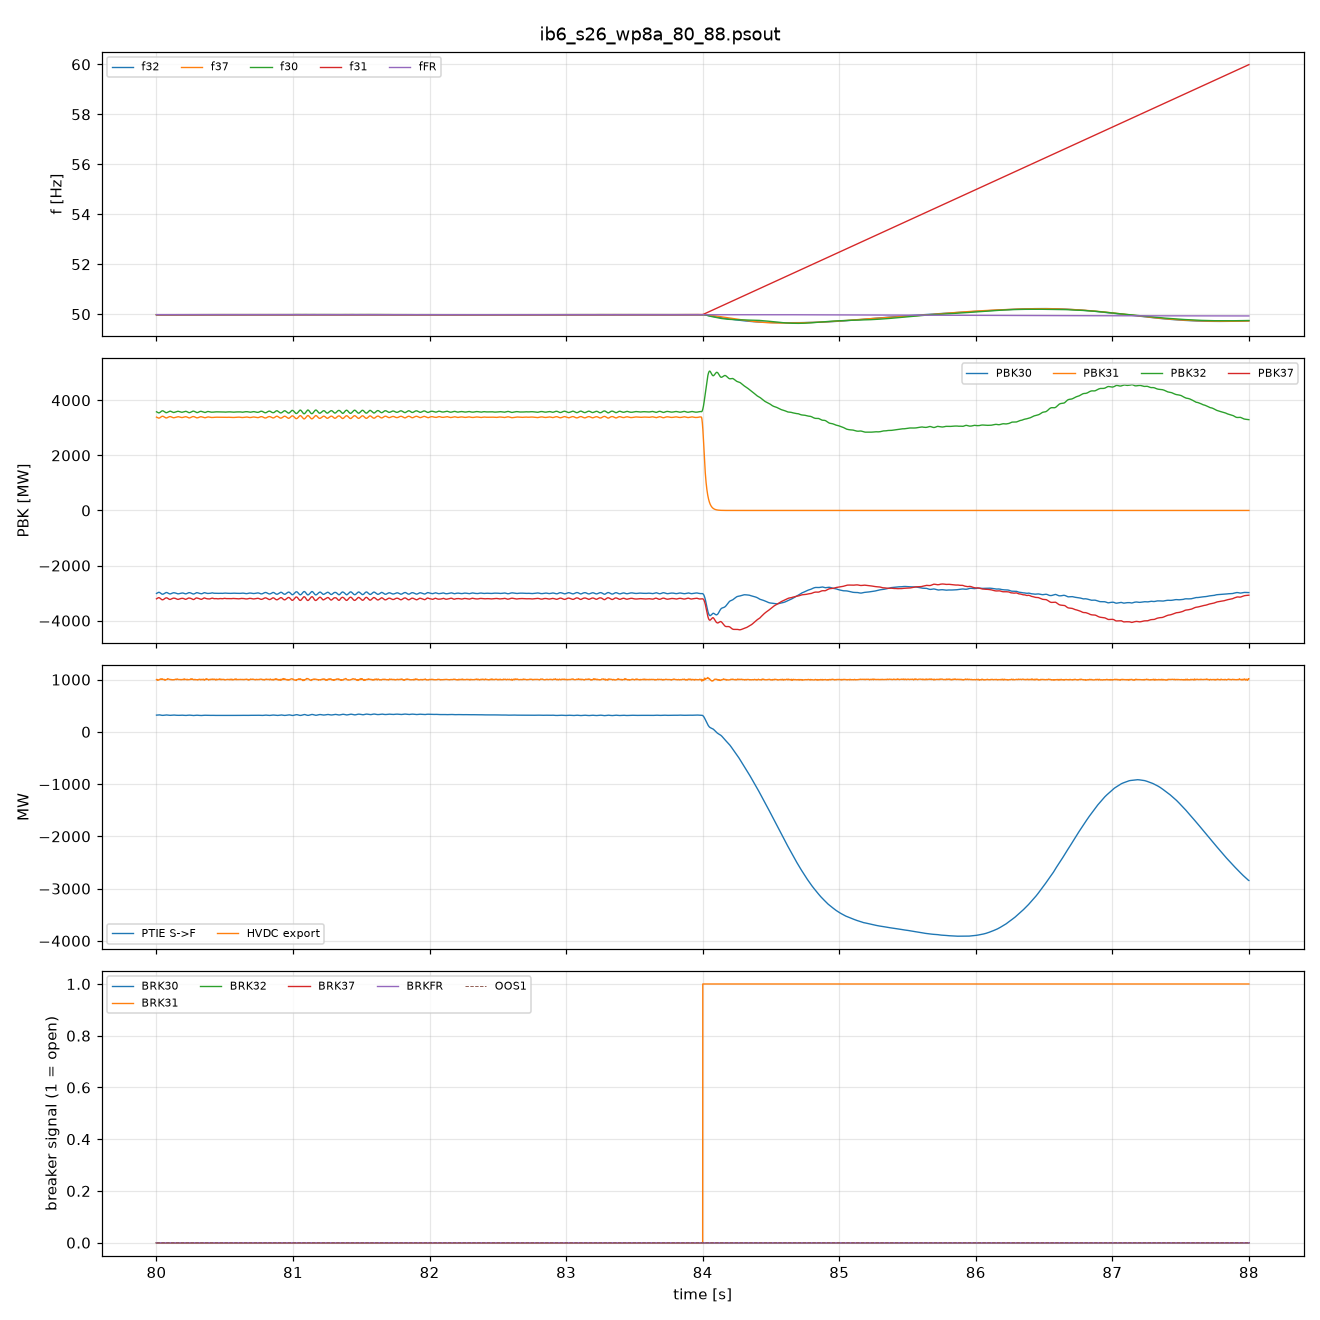 ib6_s26_wp8a_80_88.psout
f32 f37 f30 f31 fFR
60
58
56
54
52
50
f [Hz]
PBK30 PBK31 PBK32 PBK37
4000
2000
0
−2000
−4000
PBK [MW]
1000
0
−1000
−2000
−3000
−4000
MW
PTIE S->F HVDC export
BRK30 BRK32 BRK37 BRKFR OOS1
BRK31
1.0
0.8
0.6
0.4
0.2
0.0
breaker signal (1 = open)
80 81 82 83 84 85 86 87 88
time [s]